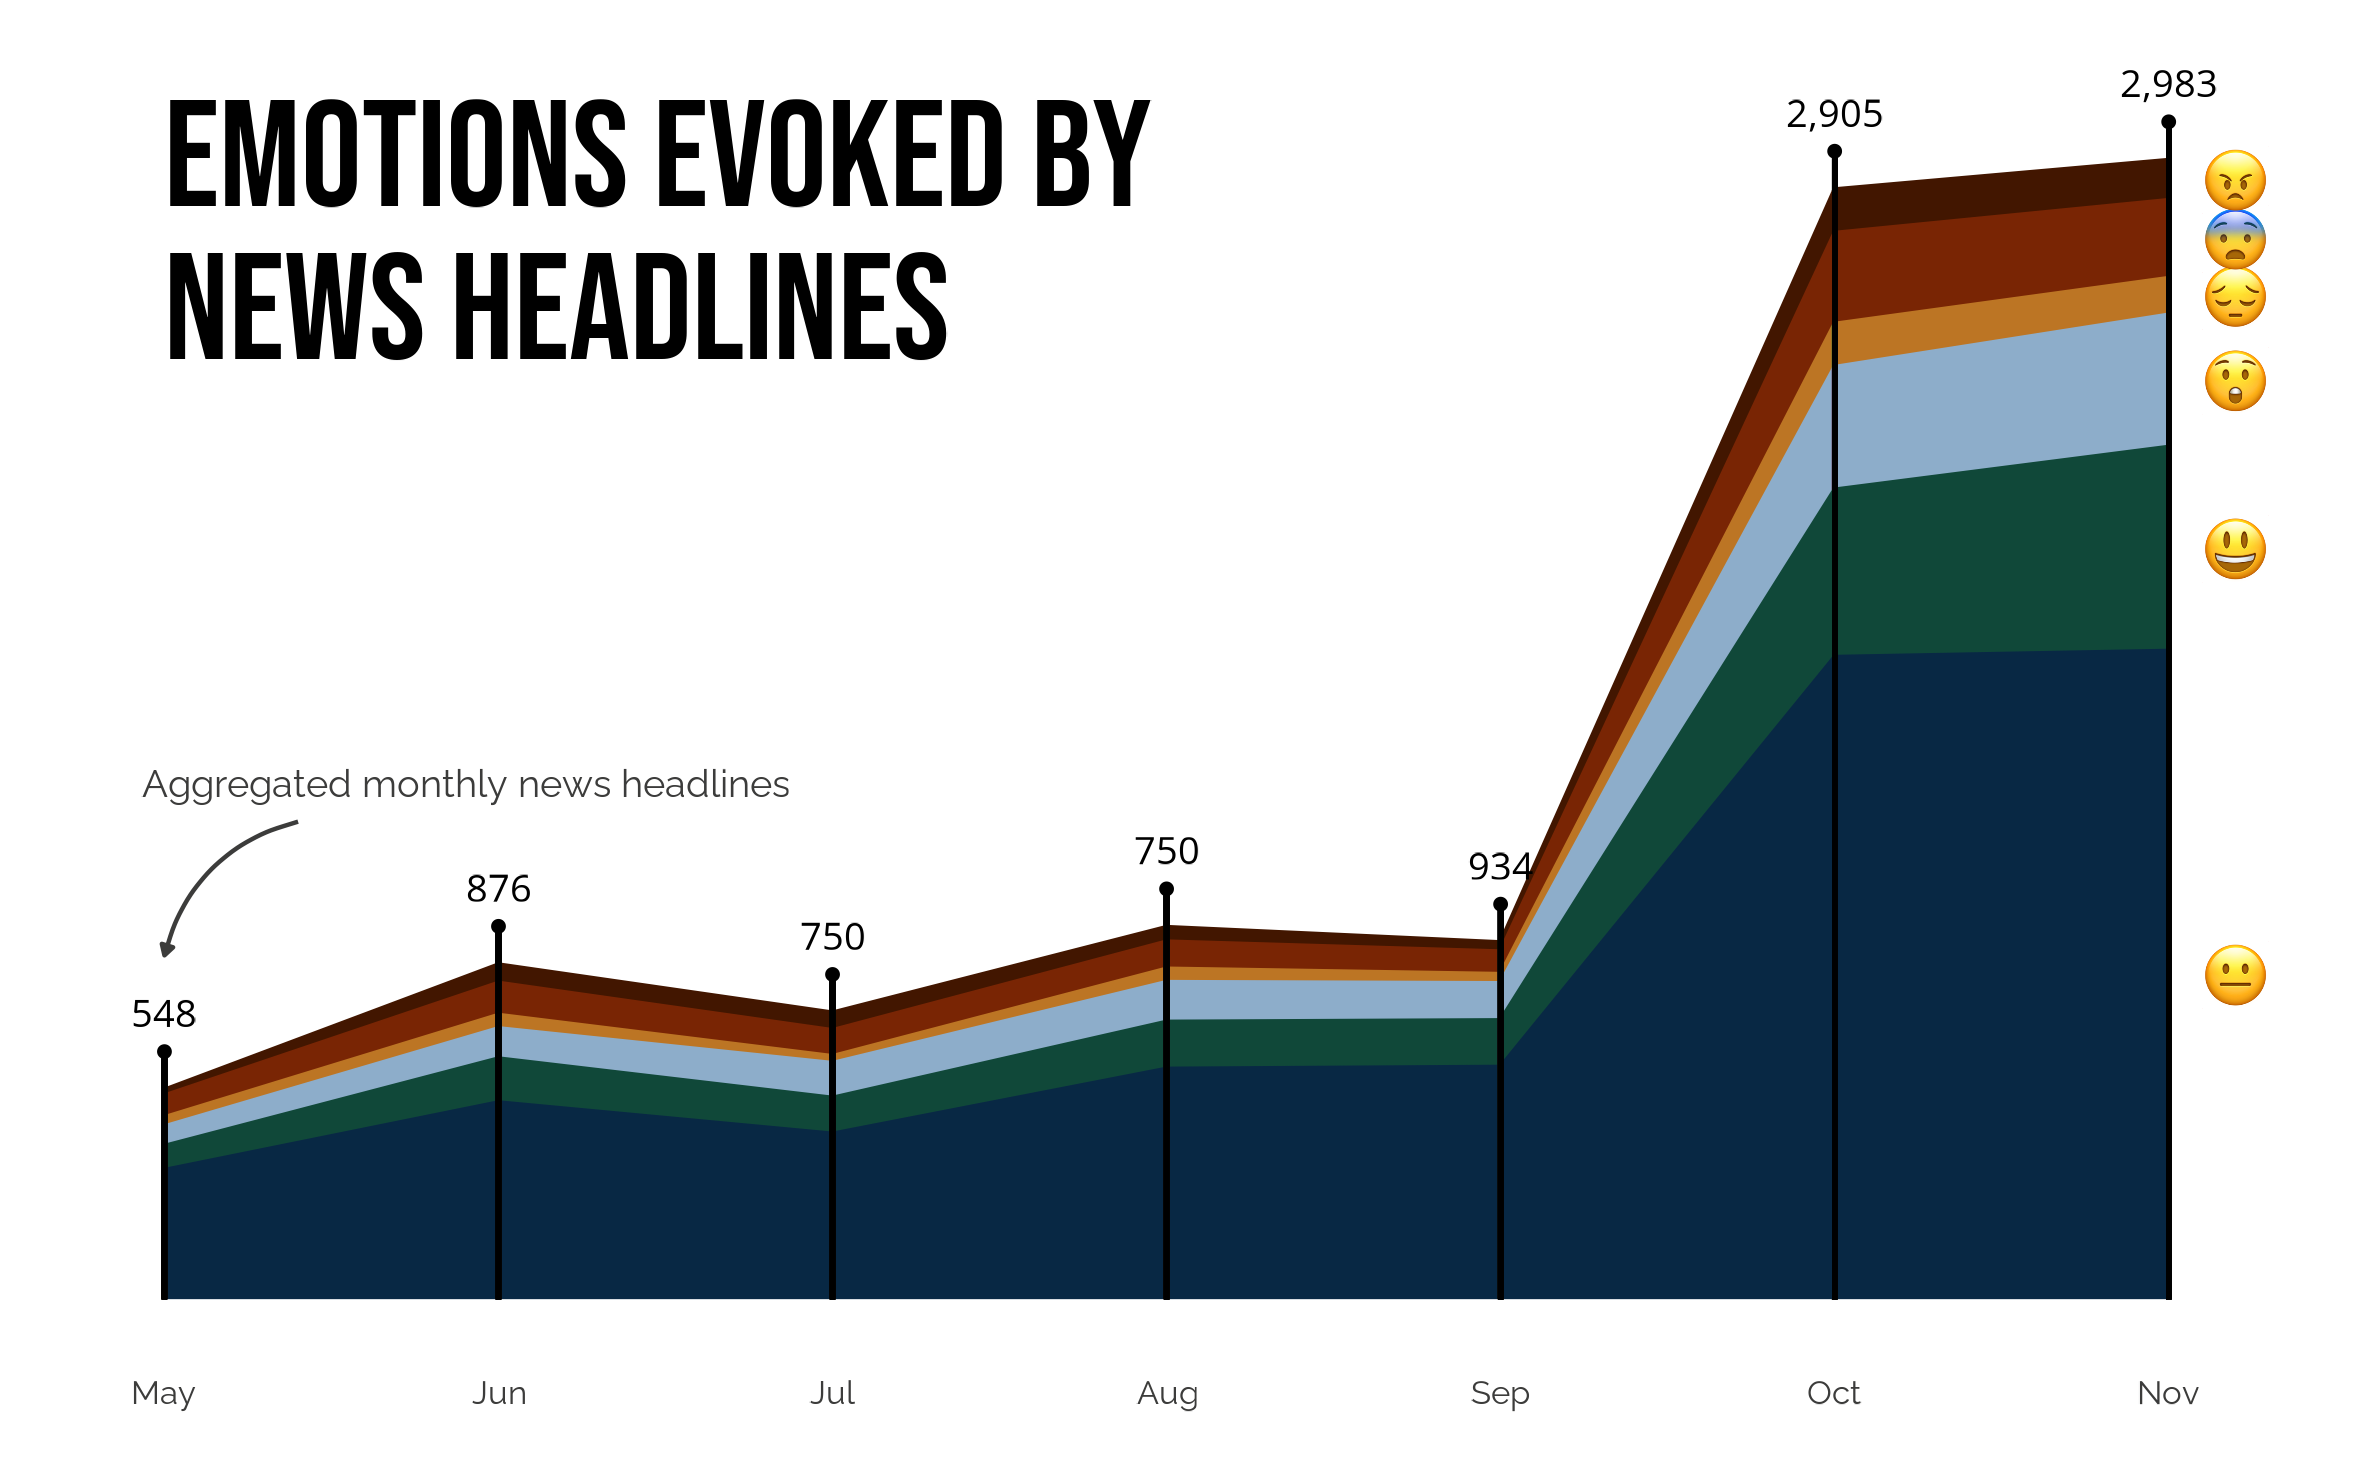 EMOTIONS EVOKED BY
NEWS HEADLINES
2,983
2,905
Aggregated monthly news headlines
750
934
876
750
548
May
Jun
Jul
Aug
Sep
Oct
Nov